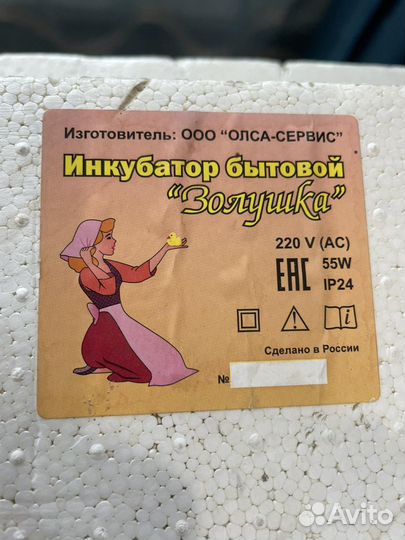 Изготовитель: ООО "ОЛСА-СЕРВИС"
Инкубатор бытовой
"Золушка"
220 V (AC)
EAC 55W
IP24
Сделано в России
№
Avito